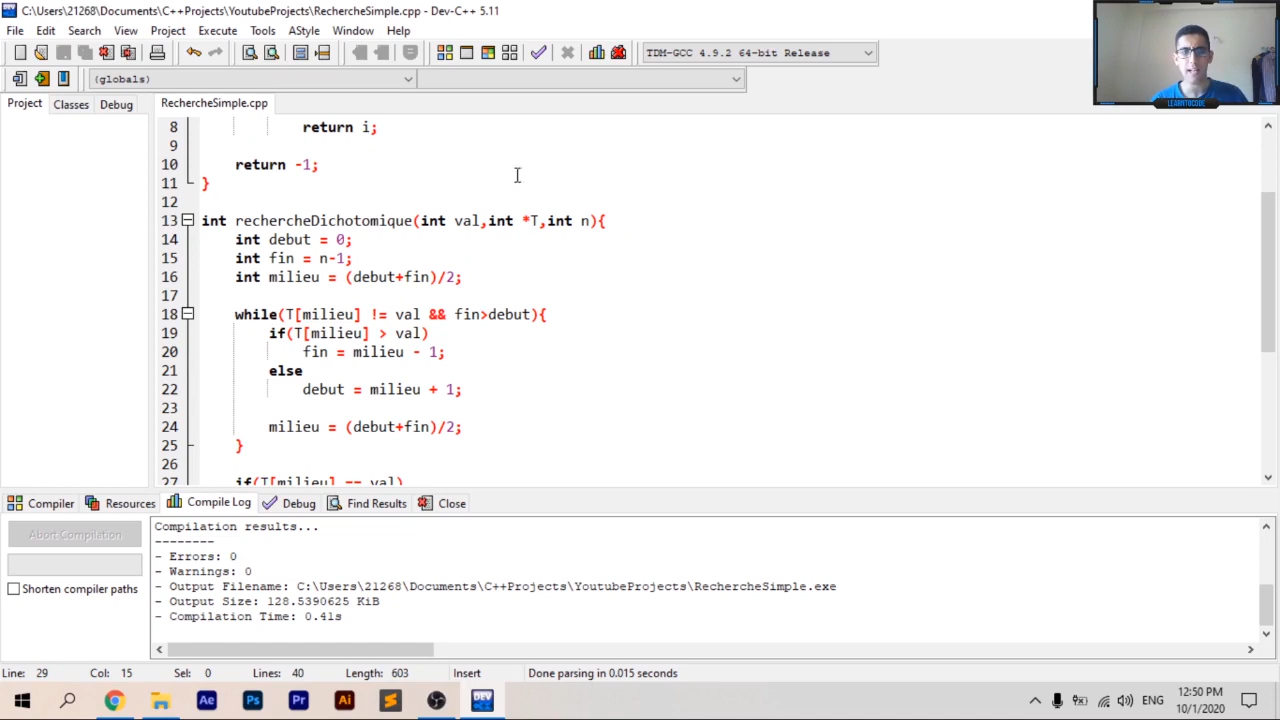 C:\Users\21268\Documents\C++Projects\YoutubeProjects\RechercheSimple.cpp - Dev-C++ 5.11
File Edit Search View Project Execute Tools AStyle Window Help
TDM-GCC 4.9.2 64-bit Release
(globals)
Project Classes Debug RechercheSimple.cpp
LEARNTOCODE
8 return i;
9
10 return -1;
11 }
12
13 int rechercheDichotomique(int val,int *T,int n){
14 int debut = 0;
15 int fin = n-1;
16 int milieu = (debut+fin)/2;
17
18 while(T[milieu] != val && fin>debut){
19 if(T[milieu] > val)
20 fin = milieu - 1;
21 else
22 debut = milieu + 1;
23
24 milieu = (debut+fin)/2;
25 }
26
27 if(T[milieu] == val)
Compiler Resources Compile Log Debug Find Results Close
Abort Compilation
Shorten compiler paths
Compilation results...
--------
- Errors: 0
- Warnings: 0
- Output Filename: C:\Users\21268\Documents\C++Projects\YoutubeProjects\RechercheSimple.exe
- Output Size: 128.5390625 KiB
- Compilation Time: 0.41s
Line: 29 Col: 15 Sel: 0 Lines: 40 Length: 603 Insert Done parsing in 0.015 seconds
Ae Ps Pr Ai DEV
ENG
12:50 PM
10/1/2020